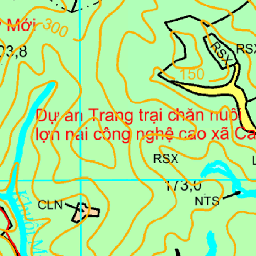 Mới
300
03,8
RSX
RSX
150
Dự án Trang trại chăn nuôi
lợn nái công nghệ cao xã Ca
RSX
173,0
CLN
NTS